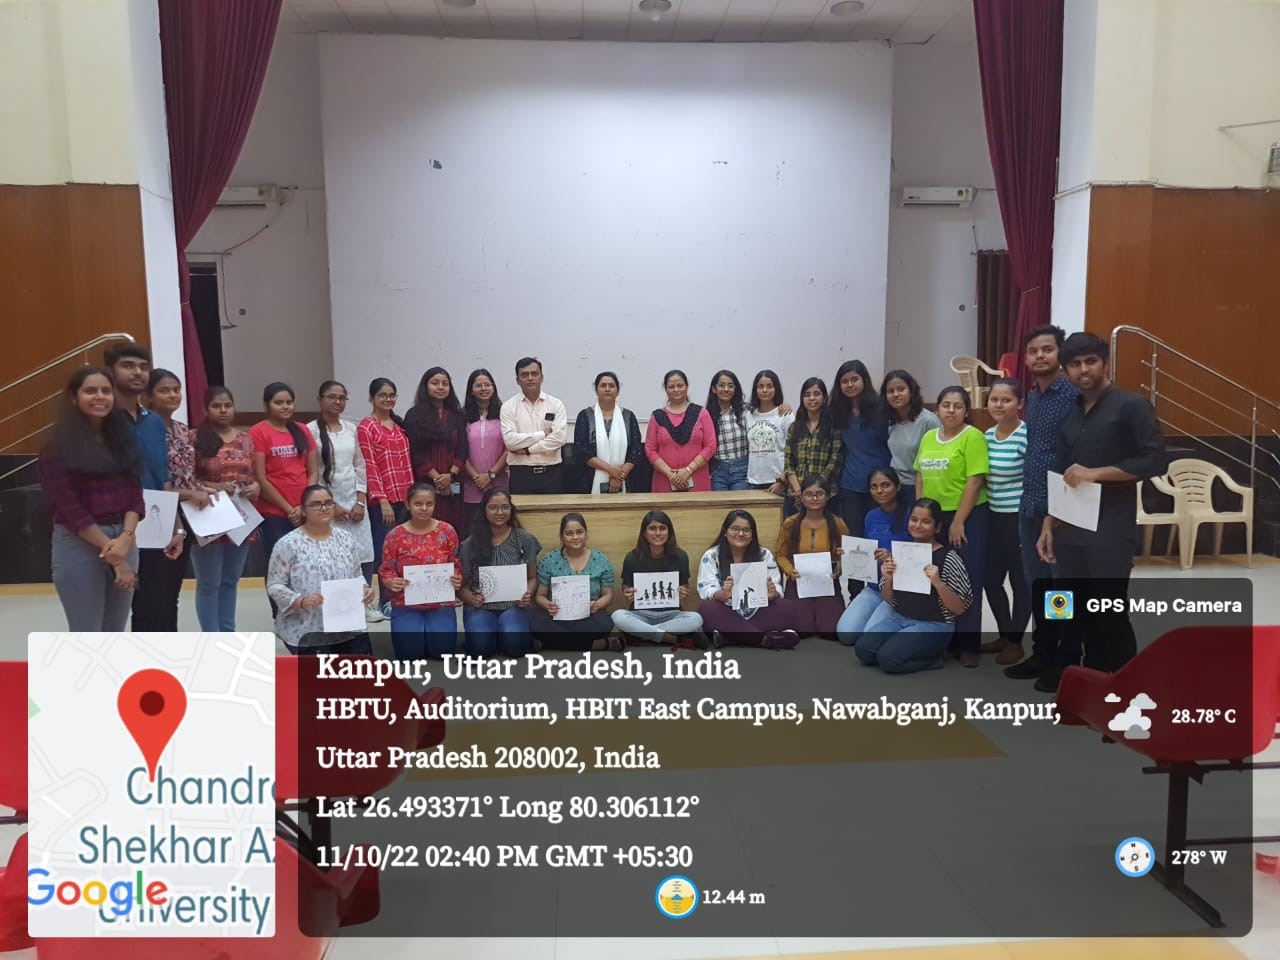 GPS Map Camera
Kanpur, Uttar Pradesh, India
HBTU, Auditorium, HBIT East Campus, Nawabganj, Kanpur,
Uttar Pradesh 208002, India
Lat 26.493371° Long 80.306112°
11/10/22 02:40 PM GMT +05:30
12.44 m
28.78° C
278° W
N
S
Chandra
Shekhar Az
University
Google